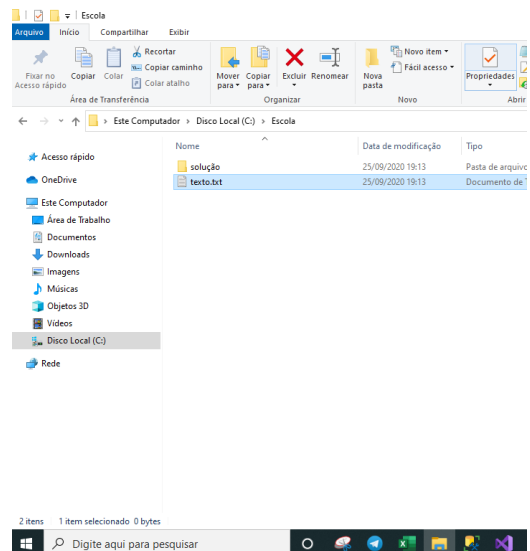 Escola
Arquivo Início Compartilhar Exibir
Fixar no Acesso rápido
Copiar
Colar
Recortar
Copiar caminho
Colar atalho
Área de Transferência
Mover para
Copiar para
Excluir
Renomear
Organizar
Nova pasta
Novo item
Fácil acesso
Novo
Propriedades
Abrir
Este Computador > Disco Local (C:) > Escola
Nome Data de modificação Tipo
solução 25/09/2020 19:13 Pasta de arquivo
texto.txt 25/09/2020 19:13 Documento de
Acesso rápido
OneDrive
Este Computador
Área de Trabalho
Documentos
Downloads
Imagens
Músicas
Objetos 3D
Vídeos
Disco Local (C:)
Rede
2 itens 1 item selecionado 0 bytes
Digite aqui para pesquisar